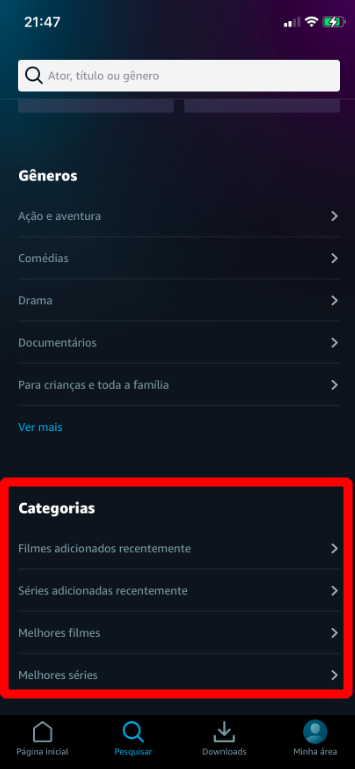 21:47
Ator, título ou gênero
Gêneros
Ação e aventura
Comédias
Drama
Documentários
Para crianças e toda a família
Ver mais
Categorias
Filmes adicionados recentemente
Séries adicionadas recentemente
Melhores filmes
Melhores séries
Página inicial
Pesquisar
Downloads
Minha área